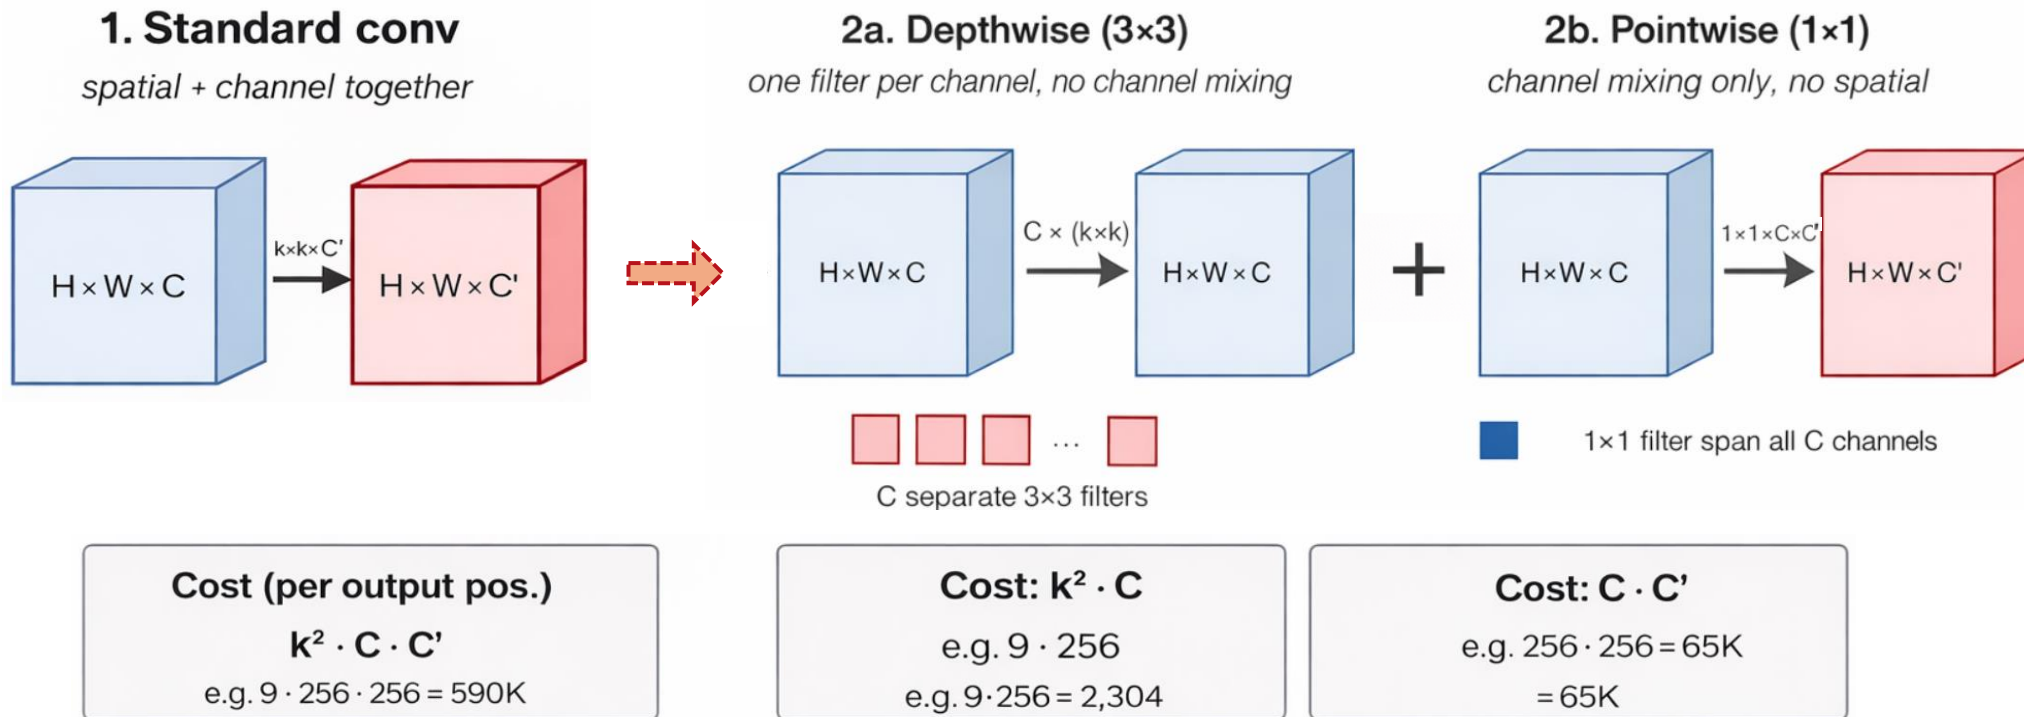 1. Standard conv
spatial + channel together
H×W×C
k×k×C'
H×W×C'
2a. Depthwise (3×3)
one filter per channel, no channel mixing
H×W×C
C × (k×k)
H×W×C
...
C separate 3×3 filters
+
2b. Pointwise (1×1)
channel mixing only, no spatial
H×W×C
1×1×C×C'
H×W×C'
1×1 filter span all C channels
Cost (per output pos.)
k² · C · C’
e.g. 9 · 256 · 256 = 590K
Cost: k² · C
e.g. 9 · 256
e.g. 9·256 = 2,304
Cost: C · C’
e.g. 256 · 256 = 65K
= 65K